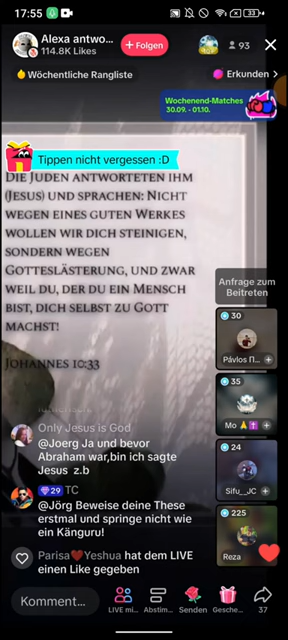 17:55
33
Alexa antwo...
114.8K Likes
+ Folgen
93
Wöchentliche Rangliste
Erkunden >
Wochenend-Matches
30.09. - 01.10.
Tippen nicht vergessen :D
Die Juden antworteten ihm
(Jesus) und sprachen: Nicht
wegen eines guten Werkes
wollen wir dich steinigen,
sondern wegen
Gotteslästerung, und zwar
weil du, der du ein Mensch
bist, dich selbst zu Gott
machst!
Johannes 10:33
Anfrage zum
Beitreten
30
Pávlos Π...
35
Mo 🙏✝️
24
Sifu_JC
225
Reza
Only Jesus is God
@Joerg Ja und bevor
Abraham war,bin ich sagte
Jesus z.b
29 TC
@Jörg Beweise deine These
erstmal und springe nicht wie
ein Känguru!
Parisa❤️Yeshua hat dem LIVE
einen Like gegeben
Komment...
LIVE mi...
Abstim...
Senden
Gesche...
37